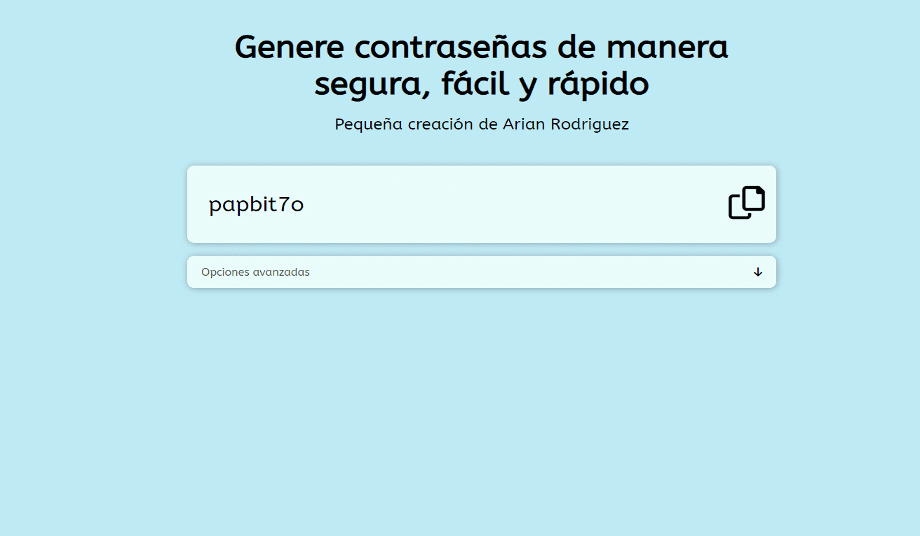 Genere contraseñas de manera
segura, fácil y rápido
Pequeña creación de Arian Rodriguez
papbit7o
Opciones avanzadas